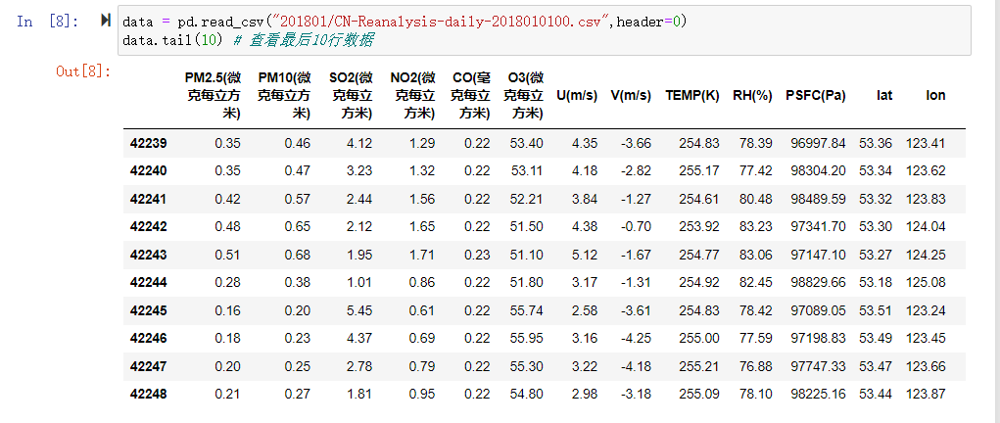 In [8]: data = pd.read_csv("201801/CN-Reanalysis-daily-2018010100.csv",header=0)
data.tail(10) # 查看最后10行数据
Out[8]:
PM2.5(微克每立方米) PM10(微克每立方米) SO2(微克每立方米) NO2(微克每立方米) CO(毫克每立方米) O3(微克每立方米) U(m/s) V(m/s) TEMP(K) RH(%) PSFC(Pa) lat lon
42239 0.35 0.46 4.12 1.29 0.22 53.40 4.35 -3.66 254.83 78.39 96997.84 53.36 123.41
42240 0.35 0.47 3.23 1.32 0.22 53.11 4.18 -2.82 255.17 77.42 98304.20 53.34 123.62
42241 0.42 0.57 2.44 1.56 0.22 52.21 3.84 -1.27 254.61 80.48 98489.59 53.32 123.83
42242 0.48 0.65 2.12 1.65 0.22 51.50 4.38 -0.70 253.92 83.23 97341.70 53.30 124.04
42243 0.51 0.68 1.95 1.71 0.23 51.10 5.12 -1.67 254.77 83.06 97147.10 53.27 124.25
42244 0.28 0.38 1.01 0.86 0.22 51.80 3.17 -1.31 254.92 82.45 98829.66 53.18 125.08
42245 0.16 0.20 5.45 0.61 0.22 55.74 2.58 -3.61 254.83 78.42 97089.05 53.51 123.24
42246 0.18 0.23 4.37 0.69 0.22 55.95 3.16 -4.25 255.00 77.59 97198.83 53.49 123.45
42247 0.20 0.25 2.78 0.79 0.22 55.30 3.22 -4.18 255.21 76.88 97747.33 53.47 123.66
42248 0.21 0.27 1.81 0.95 0.22 54.80 2.98 -3.18 255.09 78.10 98225.16 53.44 123.87